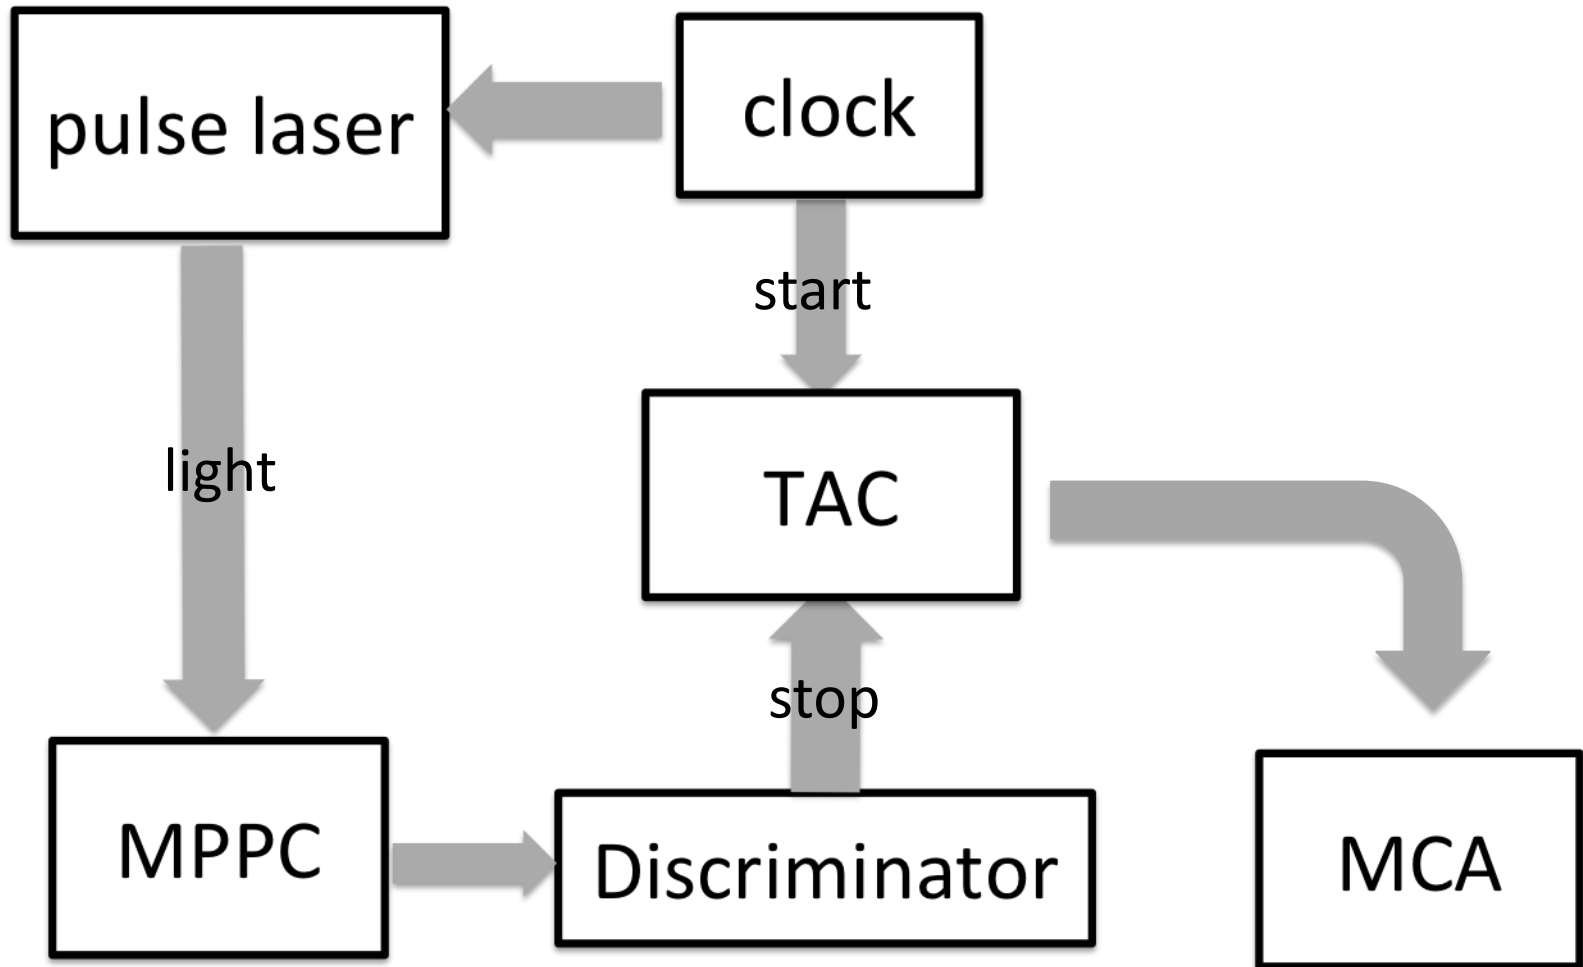 pulse laser
clock
start
light
TAC
stop
MPPC
Discriminator
MCA